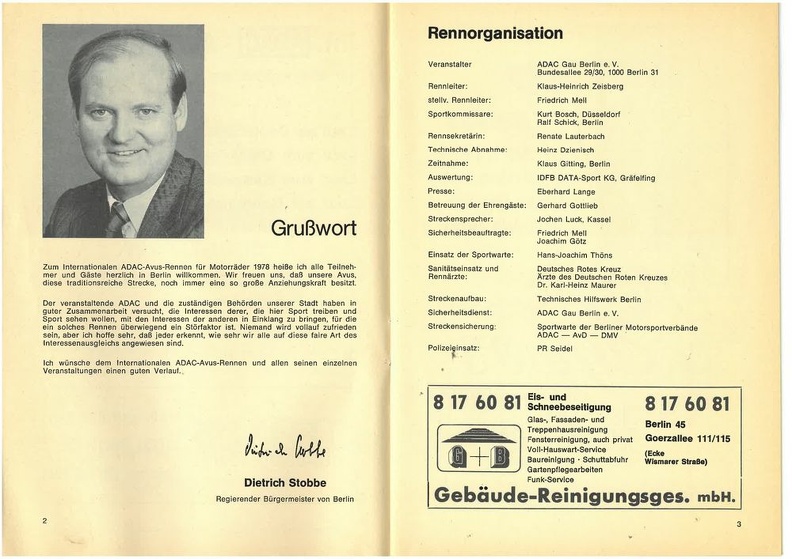 Grußwort
Zum Internationalen ADAC-Avus-Rennen für Motorräder 1978 heiße ich alle Teilneh-
mer und Gäste herzlich in Berlin willkommen. Wir freuen uns, daß unsere Avus,
diese traditionsreiche Strecke, noch immer eine so große Anziehungskraft besitzt.
Der veranstaltende ADAC und die zuständigen Behörden unserer Stadt haben in
guter Zusammenarbeit versucht, die Interessen derer, die hier Sport treiben und
Sport sehen wollen, mit den Interessen der anderen in Einklang zu bringen, für die
ein solches Rennen überwiegend ein Störfaktor ist. Niemand wird vollauf zufrieden
sein, aber ich hoffe sehr, daß jeder erkennt, wie sehr wir alle auf diese faire Art des
Interessenausgleichs angewiesen sind.
Ich wünsche dem Internationalen ADAC-Avus-Rennen und allen seinen einzelnen
Veranstaltungen einen guten Verlauf.
Dietrich Stobbe
Dietrich Stobbe
Regierender Bürgermeister von Berlin
2
Rennorganisation
Veranstalter ADAC Gau Berlin e. V.
Bundesallee 29/30, 1000 Berlin 31
Rennleiter: Klaus-Heinrich Zeisberg
stellv. Rennleiter: Friedrich Mell
Sportkommissare: Kurt Bosch, Düsseldorf
Ralf Schick, Berlin
Rennsekretärin: Renate Lauterbach
Technische Abnahme: Heinz Dzienisch
Zeitnahme: Klaus Gitting, Berlin
Auswertung: IDFB DATA-Sport KG, Gräfelfing
Presse: Eberhard Lange
Betreuung der Ehrengäste: Gerhard Gottlieb
Streckensprecher: Jochen Luck, Kassel
Sicherheitsbeauftragte: Friedrich Mell
Joachim Götz
Einsatz der Sportwarte: Hans-Joachim Thöns
Sanitätseinsatz und Deutsches Rotes Kreuz
Rennärzte: Ärzte des Deutschen Roten Kreuzes
Dr. Karl-Heinz Maurer
Streckenaufbau: Technisches Hilfswerk Berlin
Sicherheitsdienst: ADAC Gau Berlin e. V.
Streckensicherung: Sportwarte der Berliner Motorsportverbände
ADAC — AvD — DMV
Polizeieinsatz: PR Seidel
8 17 60 81
Eis- und
Schneebeseitigung
Glas-, Fassaden- und
Treppenhausreinigung
Fensterreinigung, auch privat
Voll-Hauswart-Service
Baureinigung · Schuttabfuhr
Gartenpflegearbeiten
Funk-Service
8 17 60 81
Berlin 45
Goerzallee 111/115
(Ecke
Wismarer Straße)
G+B
Gebäude-Reinigungsges. mbH.
3